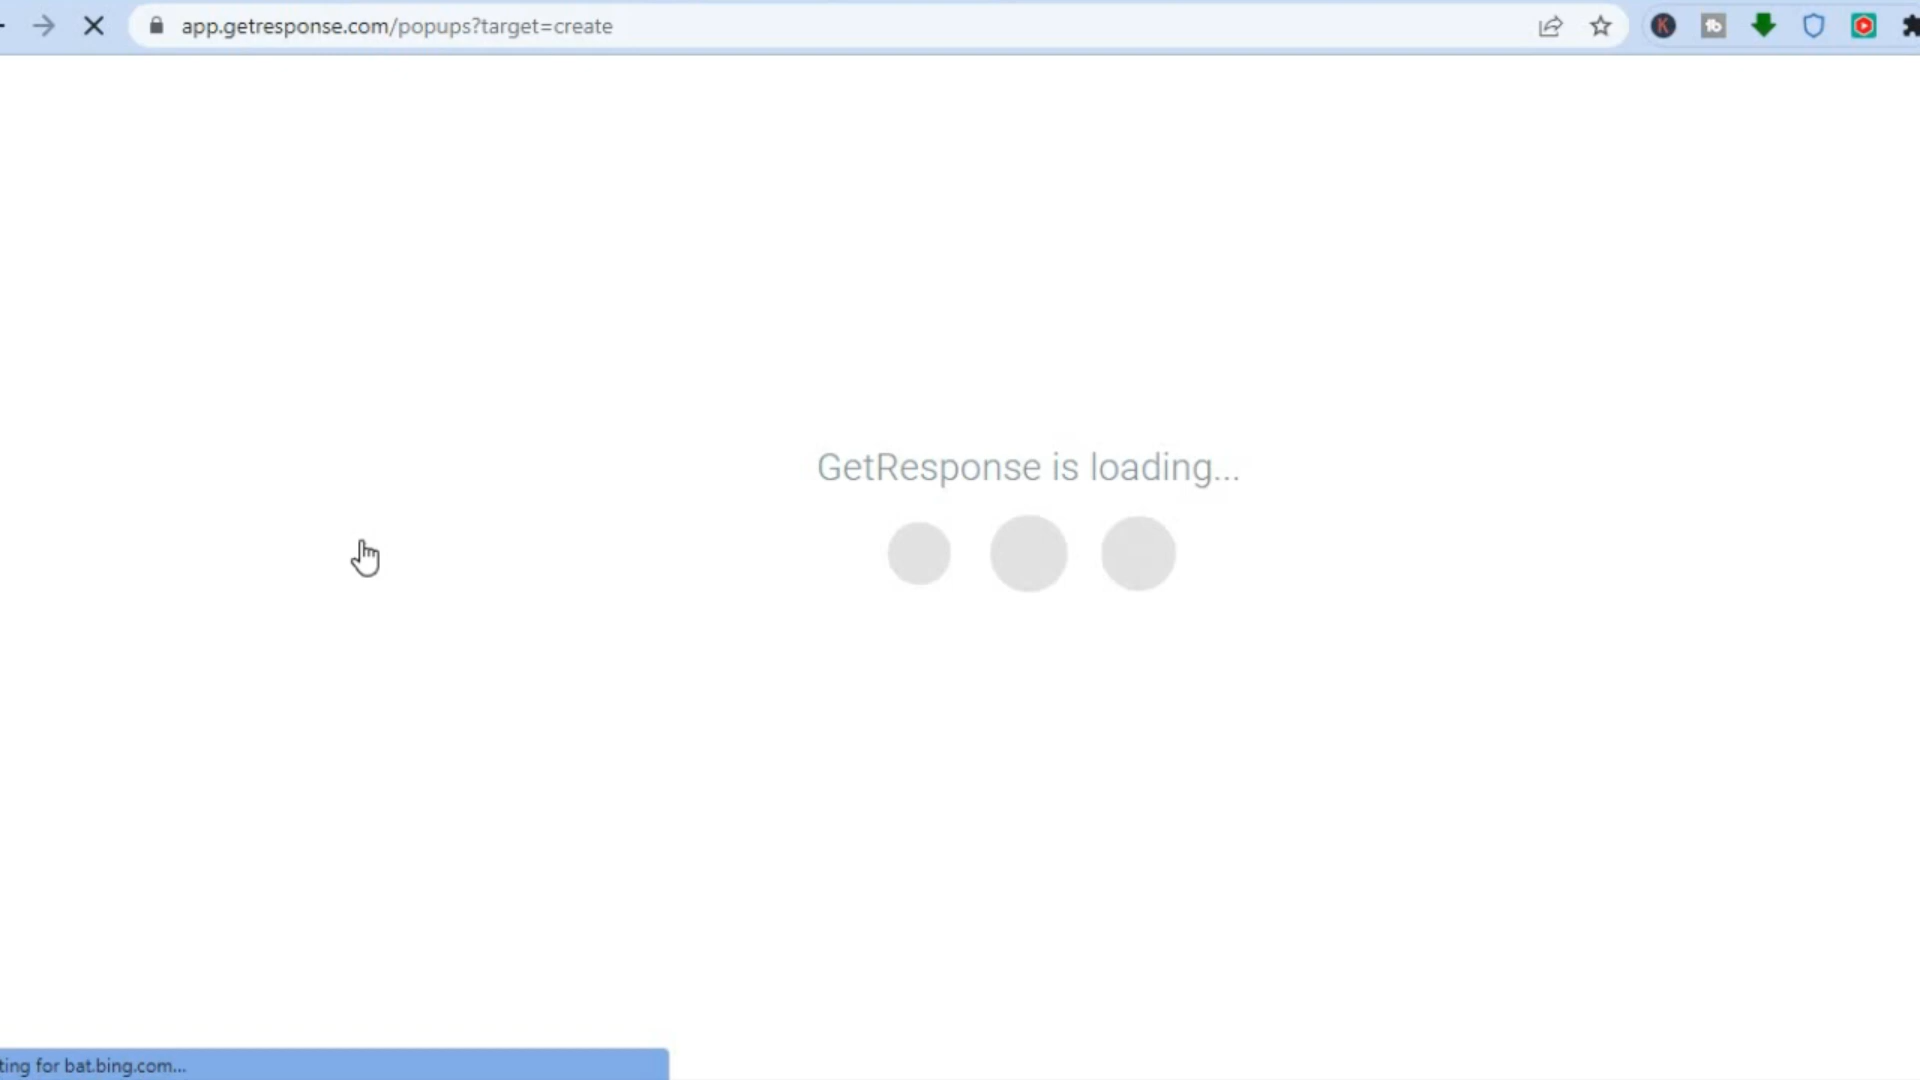 app.getresponse.com/popups?target=create
GetResponse is loading...
ting for bat.bing.com...